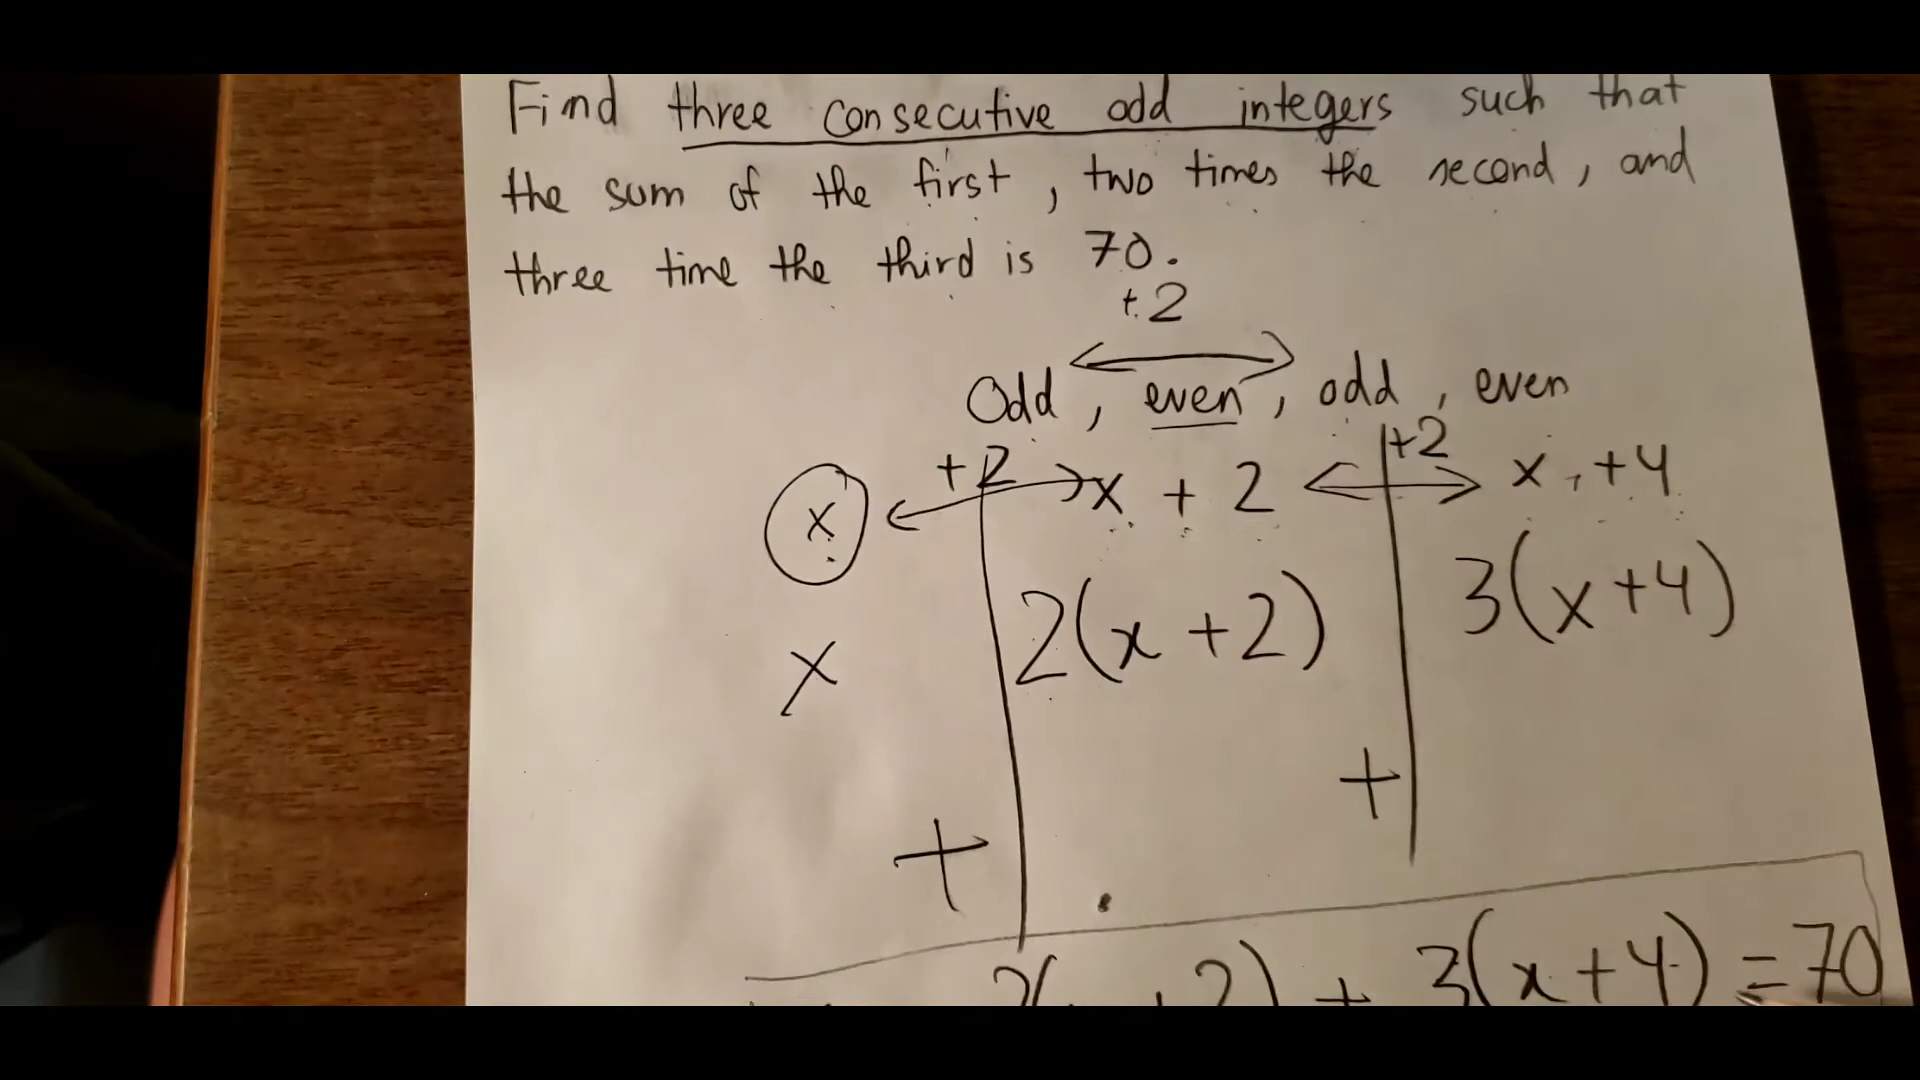 Find three consecutive odd integers such that
the sum of the first, two times the second, and
three time the third is 70.
+2
Odd, even, odd, even
x +2 x + 2 +2 x + 4
x 2(x + 2) 3(x + 4)
+ +
2( + 2) + 3(x + 4) = 70